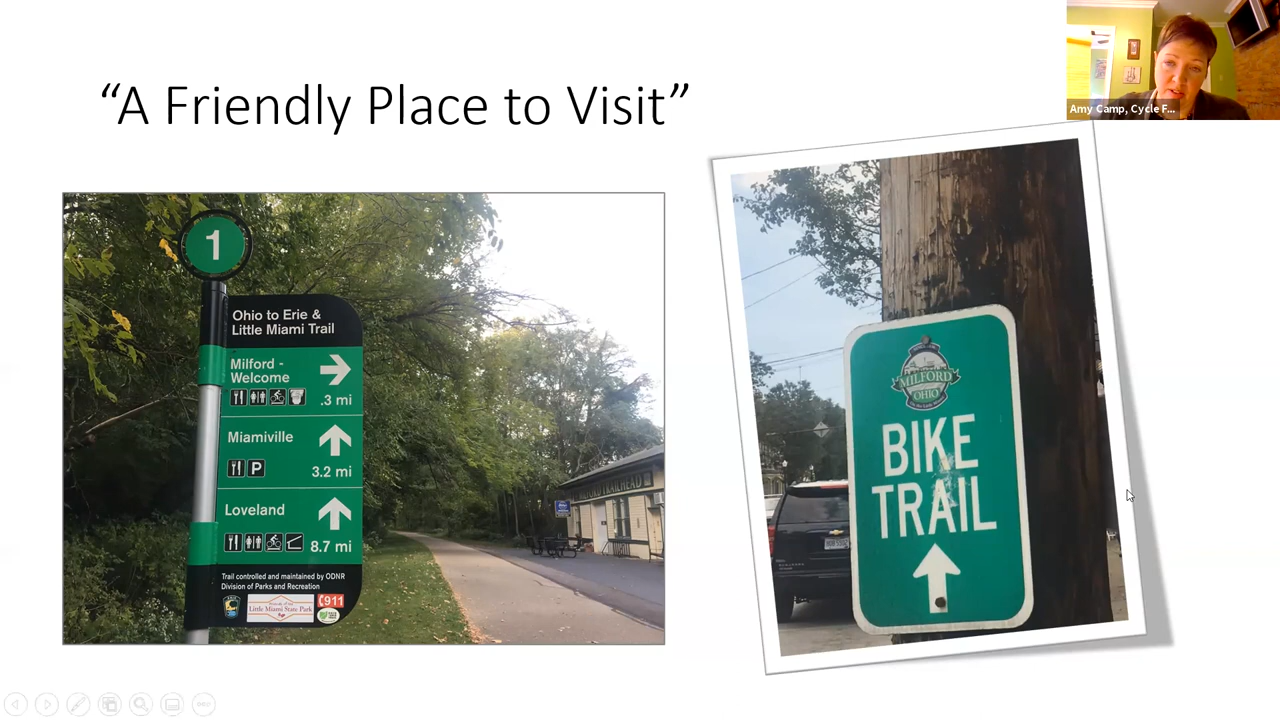 “A Friendly Place to Visit”
Amy Camp, Cycle F...
1
Ohio to Erie &
Little Miami Trail
Milford -
Welcome
.3 mi
Miamiville
P
3.2 mi
Loveland
8.7 mi
Trail controlled and maintained by ODNR
Division of Parks and Recreation
Little Miami State Park
911
MILFORD TRAILHEAD
MILFORD
OHIO
BIKE
TRAIL